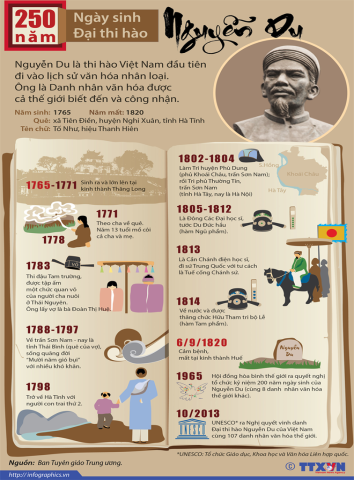 250
năm
Ngày sinh
Đại thi hào
Nguyễn Du
Nguyễn Du là thi hào Việt Nam đầu tiên
đi vào lịch sử văn hóa nhân loại.
Ông là Danh nhân văn hóa được
cả thế giới biết đến và công nhận.
Năm sinh: 1765 Năm mất: 1820
Quê: xã Tiên Điền, huyện Nghi Xuân, tỉnh Hà Tĩnh
Tên chữ: Tố Như, hiệu Thanh Hiên
1765-1771
Sinh ra và lớn lên tại
kinh thành Thăng Long
1771
Theo cha về quê.
Năm 13 tuổi mồ côi
cả cha mẹ.
1778
1783
Thi đậu Tam trường,
được tập ấm
một chức quan võ
của người cha nuôi
ở Thái Nguyên.
Ông lấy vợ là bà Đoàn Thị Huệ.
1788-1797
Về trấn Sơn Nam - nay là
tỉnh Thái Bình (quê của vợ),
sống quãng đời
"Mười năm gió bụi"
với nhiều khó khăn.
1798
Trở về Hà Tĩnh với
người con trai thứ 2.
1802-1804
Làm Tri huyện Phù Dung
(phủ Khoái Châu, trấn Sơn Nam);
rồi Tri phủ Thường Tín,
trấn Sơn Nam
(tỉnh Hà Tây, nay là Hà Nội)
Khoái Châu
Hà Tây
1805-1812
Là Đông Các Đại học sĩ,
tước Du Đức hầu
(hàm Ngũ phẩm).
1813
Là Cần Chánh điện học sĩ,
đi sứ Trung Quốc với tư cách
là Tuế cống Chánh sứ.
1814
Về nước và được
thăng chức Hữu Tham tri bộ Lễ
(hàm Tam phẩm).
6/9/1820
Cảm bệnh,
mất tại kinh thành Huế
Nguyễn
Du
1965
Hội đồng hòa bình thế giới ra quyết nghị
tổ chức kỷ niệm 200 năm ngày sinh của
Nguyễn Du (cùng 8 danh nhân văn hóa
thế giới khác).
10/2013
UNESCO* ra Nghị quyết vinh danh
Đại thi hào Nguyễn Du của Việt Nam
cùng 107 danh nhân văn hóa thế giới.
*UNESCO: Tổ chức Giáo dục, Khoa học và Văn hóa Liên hợp quốc.
Nguồn: Ban Tuyên giáo Trung ương.
http://infographics.vn
© TTXVN